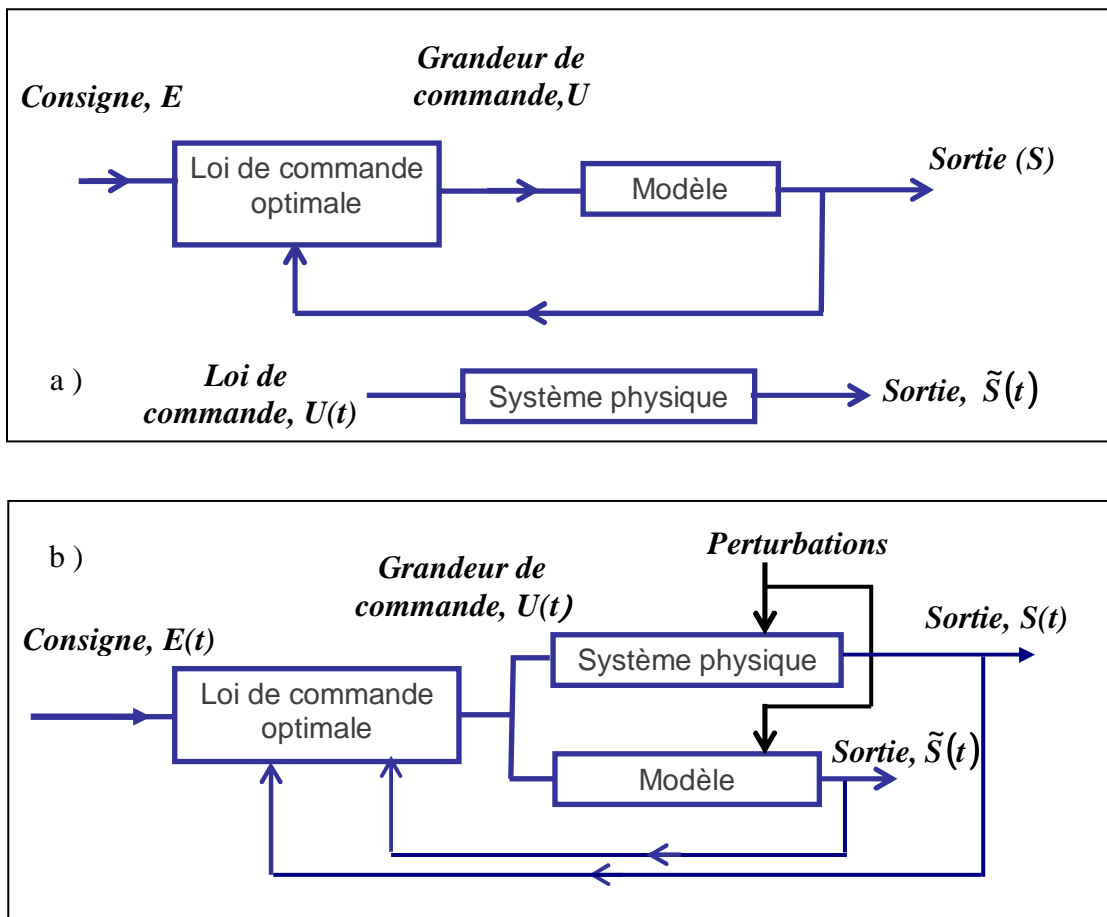 Grandeur de
commande,U
Consigne, E
Loi de commande
optimale
Modèle
Sortie (S)
a )
Loi de
commande, U(t)
Système physique
Sortie, S̃(t)
b )
Perturbations
Grandeur de
commande, U(t)
Consigne, E(t)
Sortie, S(t)
Système physique
Loi de commande
optimale
Sortie, S̃(t)
Modèle